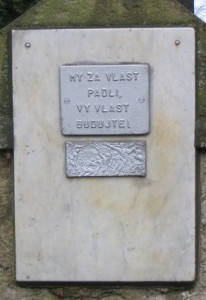 MY ZA VLAST
PADLI,
VY VLAST
BUDUJTE!